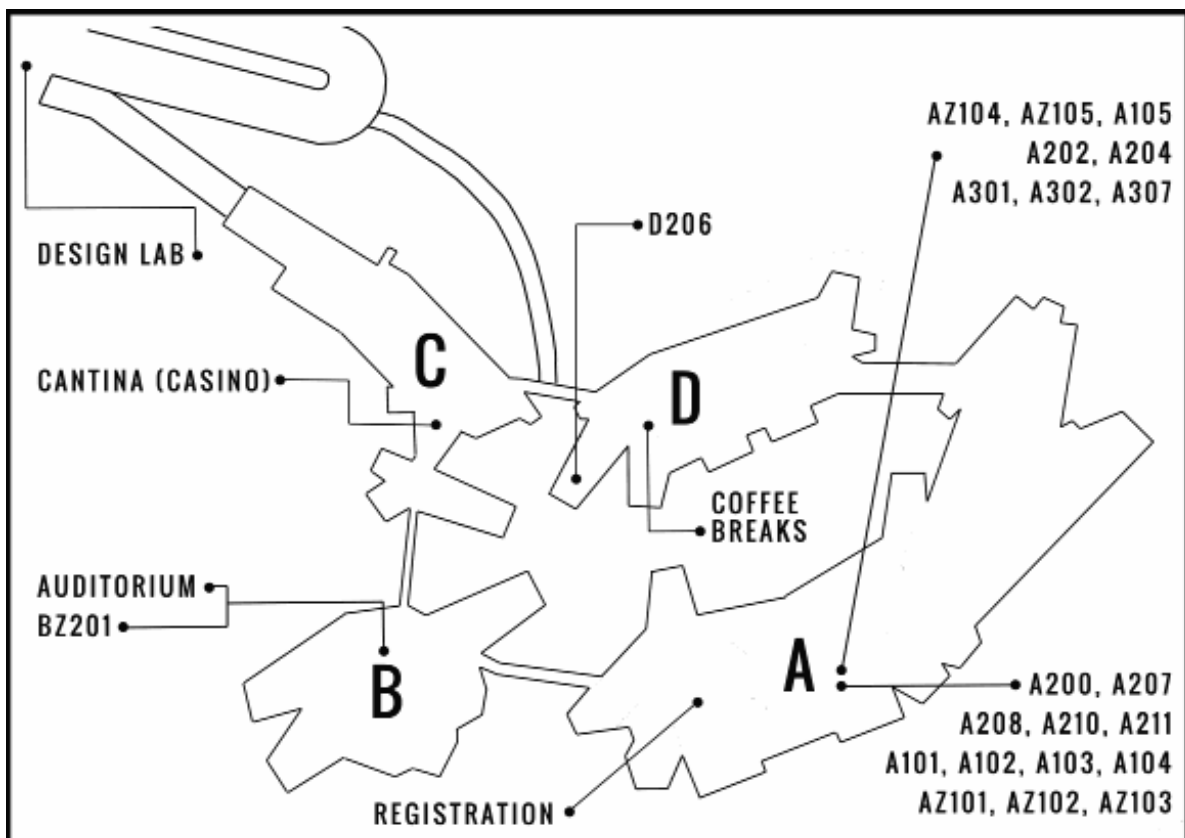 AZ104, AZ105, A105
A202, A204
A301, A302, A307
D206
DESIGN LAB
C
CANTINA (CASINO)
D
COFFEE
BREAKS
AUDITORIUM
BZ201
B
A
A200, A207
A208, A210, A211
A101, A102, A103, A104
AZ101, AZ102, AZ103
REGISTRATION